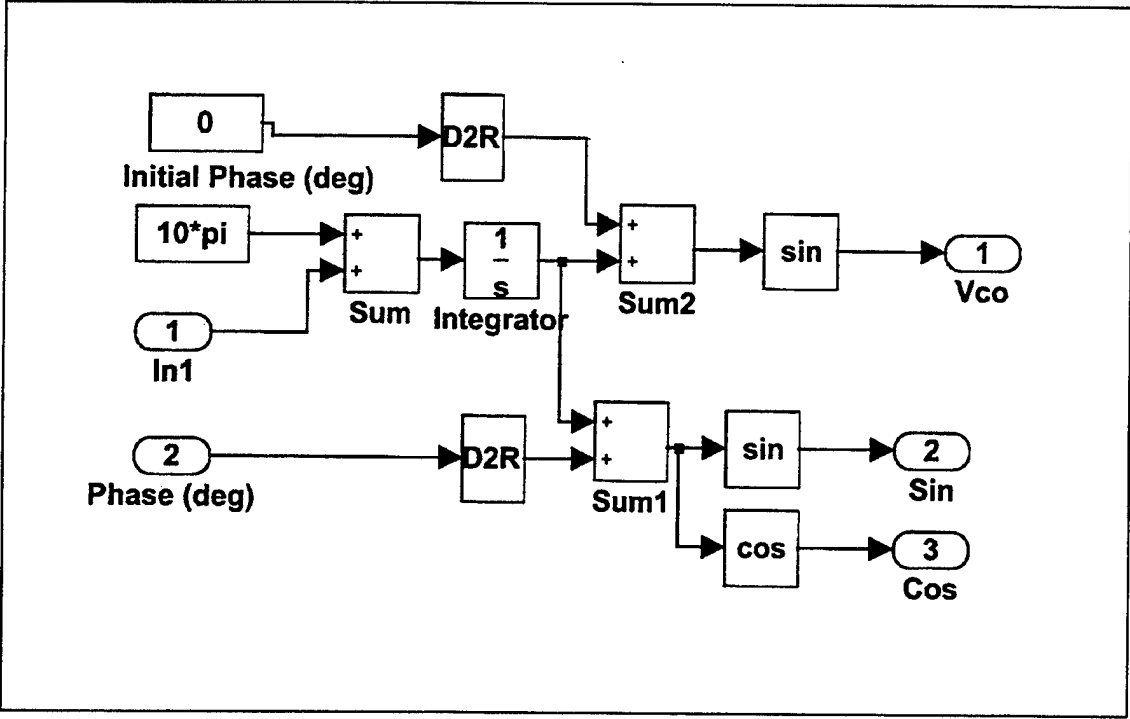 0
D2R
Initial Phase (deg)
10*pi
+
+
Sum
1
s
Integrator
+
+
Sum2
sin
1
Vco
1
In1
2
Phase (deg)
D2R
+
+
Sum1
sin
2
Sin
cos
3
Cos